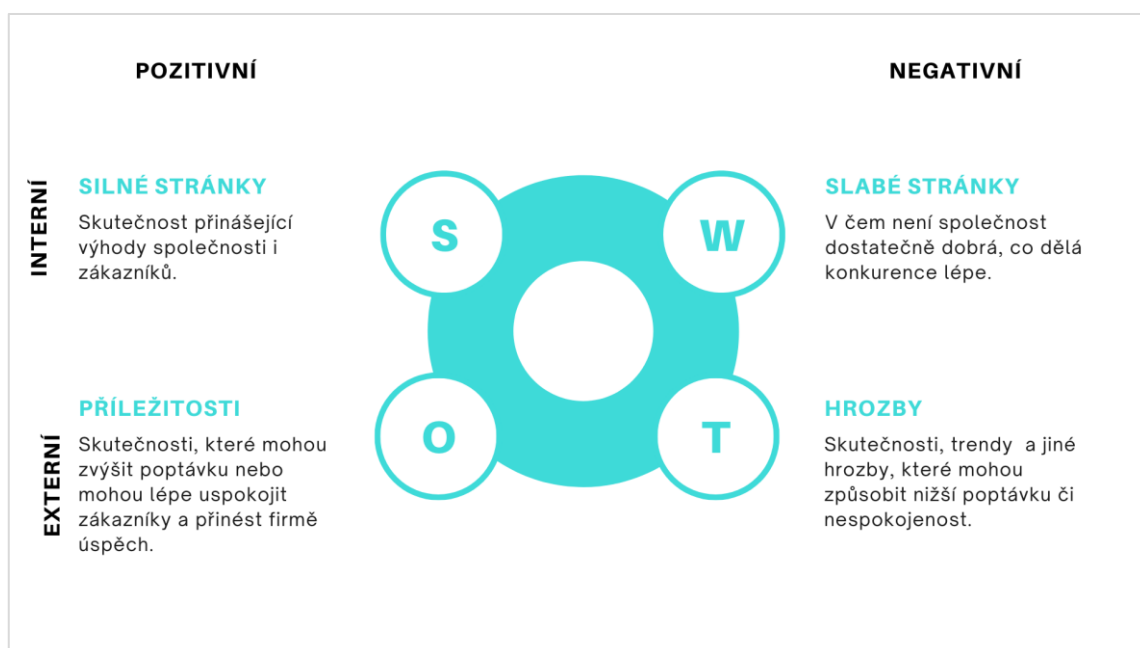 POZITIVNÍ
NEGATIVNÍ
INTERNÍ
SILNÉ STRÁNKY
Skutečnost přinášející
výhody společnosti i
zákazníků.
S
W
SLABÉ STRÁNKY
V čem není společnost
dostatečně dobrá, co dělá
konkurence lépe.
EXTERNÍ
PŘÍLEŽITOSTI
Skutečnosti, které mohou
zvýšit poptávku nebo
mohou lépe uspokojit
zákazníky a přinést firmě
úspěch.
O
T
HROZBY
Skutečnosti, trendy  a jiné
hrozby, které mohou
způsobit nižší poptávku či
nespokojenost.